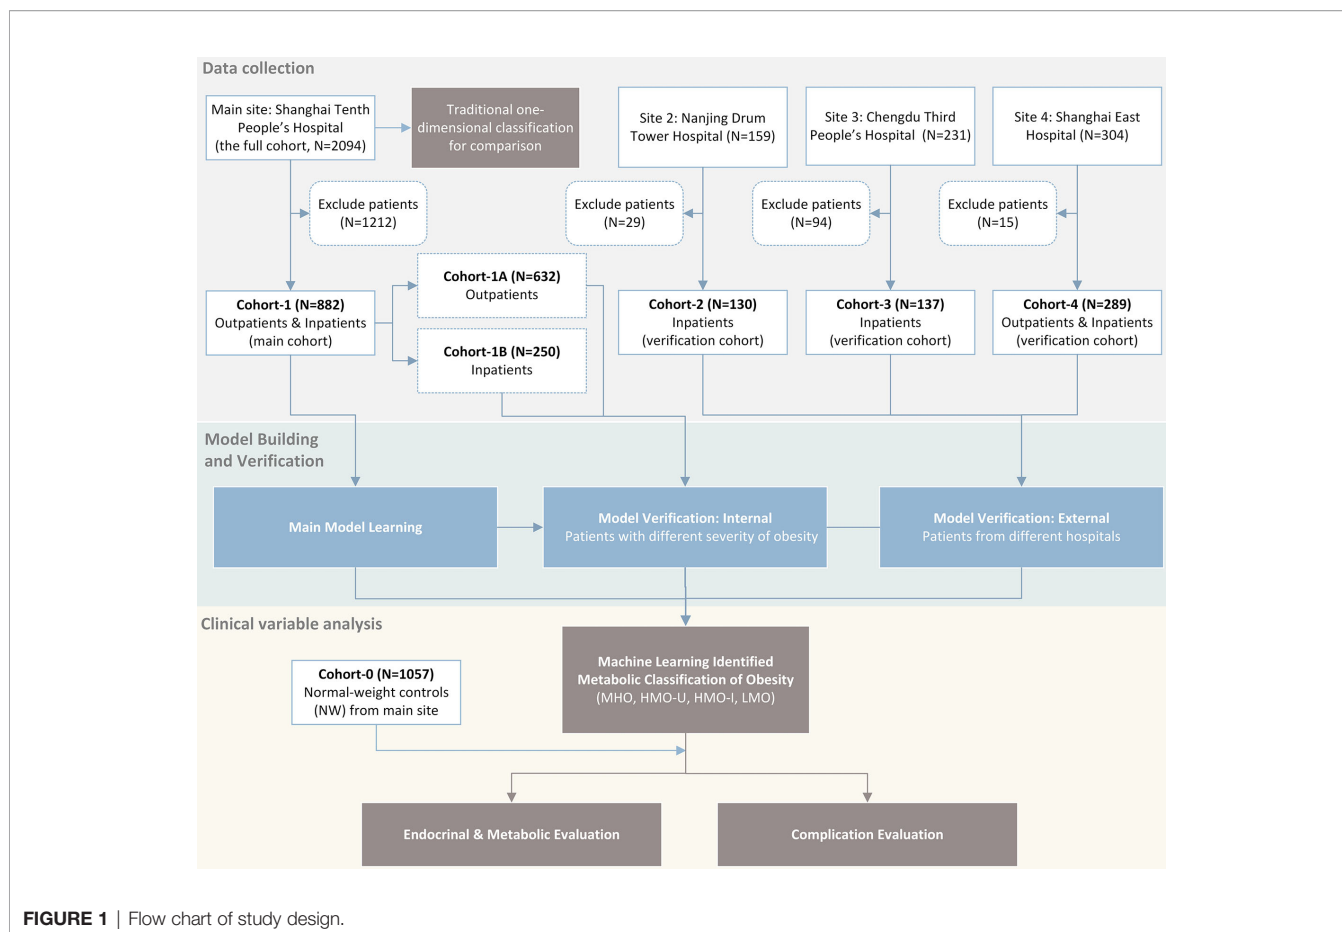 Data collection
Main site: Shanghai Tenth
People's Hospital
(the full cohort, N=2094)
Traditional one-
dimensional classification
for comparison
Site 2: Nanjing Drum
Tower Hospital (N=159)
Site 3: Chengdu Third
People's Hospital (N=231)
Site 4: Shanghai East
Hospital (N=304)
Exclude patients
(N=1212)
Exclude patients
(N=29)
Exclude patients
(N=94)
Exclude patients
(N=15)
Cohort-1 (N=882)
Outpatients & Inpatients
(main cohort)
Cohort-1A (N=632)
Outpatients
Cohort-1B (N=250)
Inpatients
Cohort-2 (N=130)
Inpatients
(verification cohort)
Cohort-3 (N=137)
Inpatients
(verification cohort)
Cohort-4 (N=289)
Outpatients & Inpatients
(verification cohort)
Model Building
and Verification
Main Model Learning
Model Verification: Internal
Patients with different severity of obesity
Model Verification: External
Patients from different hospitals
Clinical variable analysis
Cohort-0 (N=1057)
Normal-weight controls
(NW) from main site
Machine Learning Identified
Metabolic Classification of Obesity
(MHO, HMO-U, HMO-I, LMO)
Endocrinal & Metabolic Evaluation
Complication Evaluation
FIGURE 1 | Flow chart of study design.